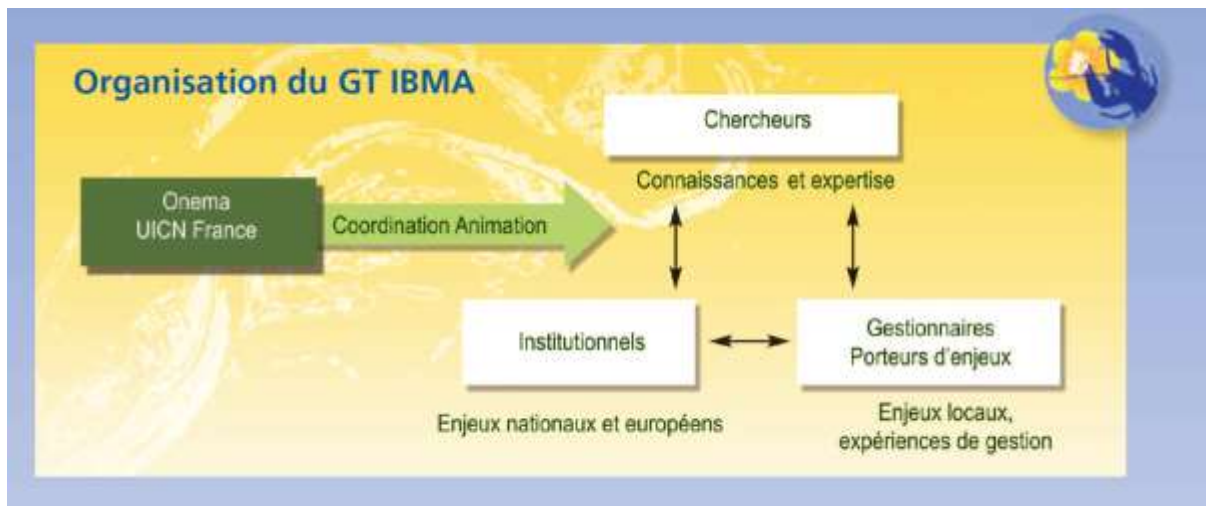 Organisation du GT IBMA
Chercheurs
Connaissances et expertise
Onema
UICN France
Coordination Animation
Institutionnels
Enjeux nationaux et européens
Gestionnaires
Porteurs d'enjeux
Enjeux locaux,
expériences de gestion